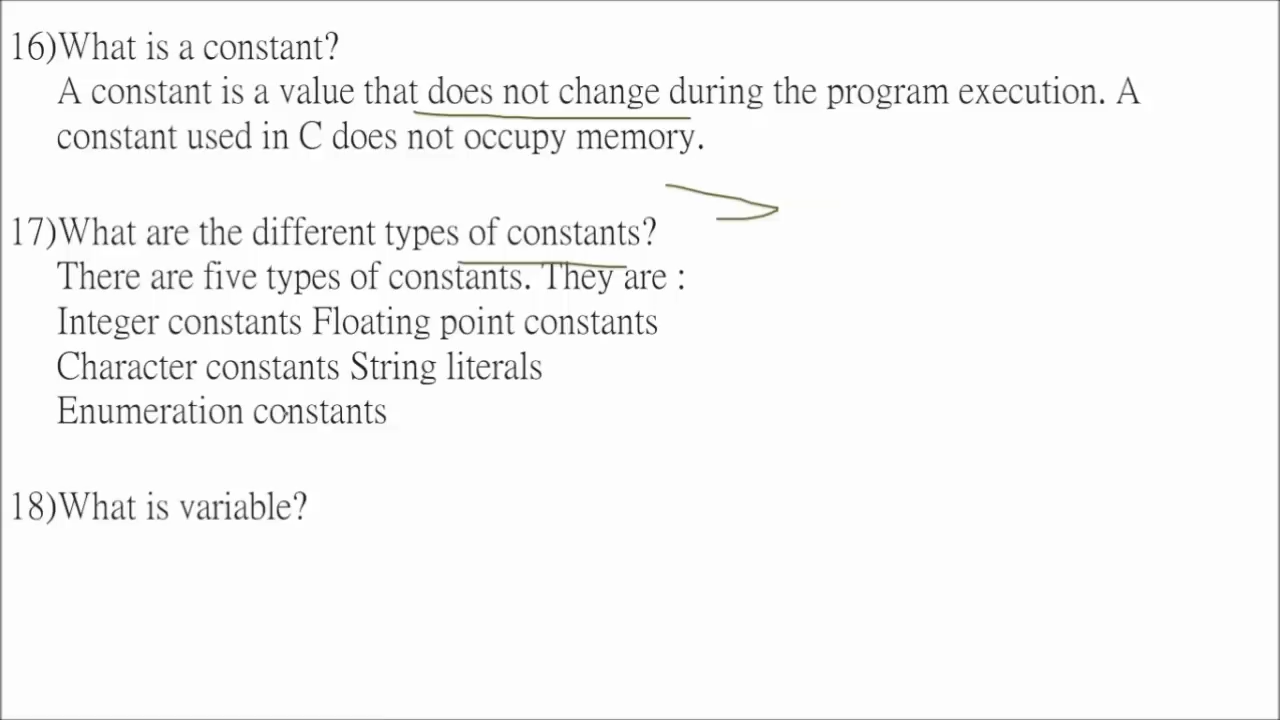 16)What is a constant?
A constant is a value that does not change during the program execution. A
constant used in C does not occupy memory.
17)What are the different types of constants?
There are five types of constants. They are :
Integer constants Floating point constants
Character constants String literals
Enumeration constants
18)What is variable?